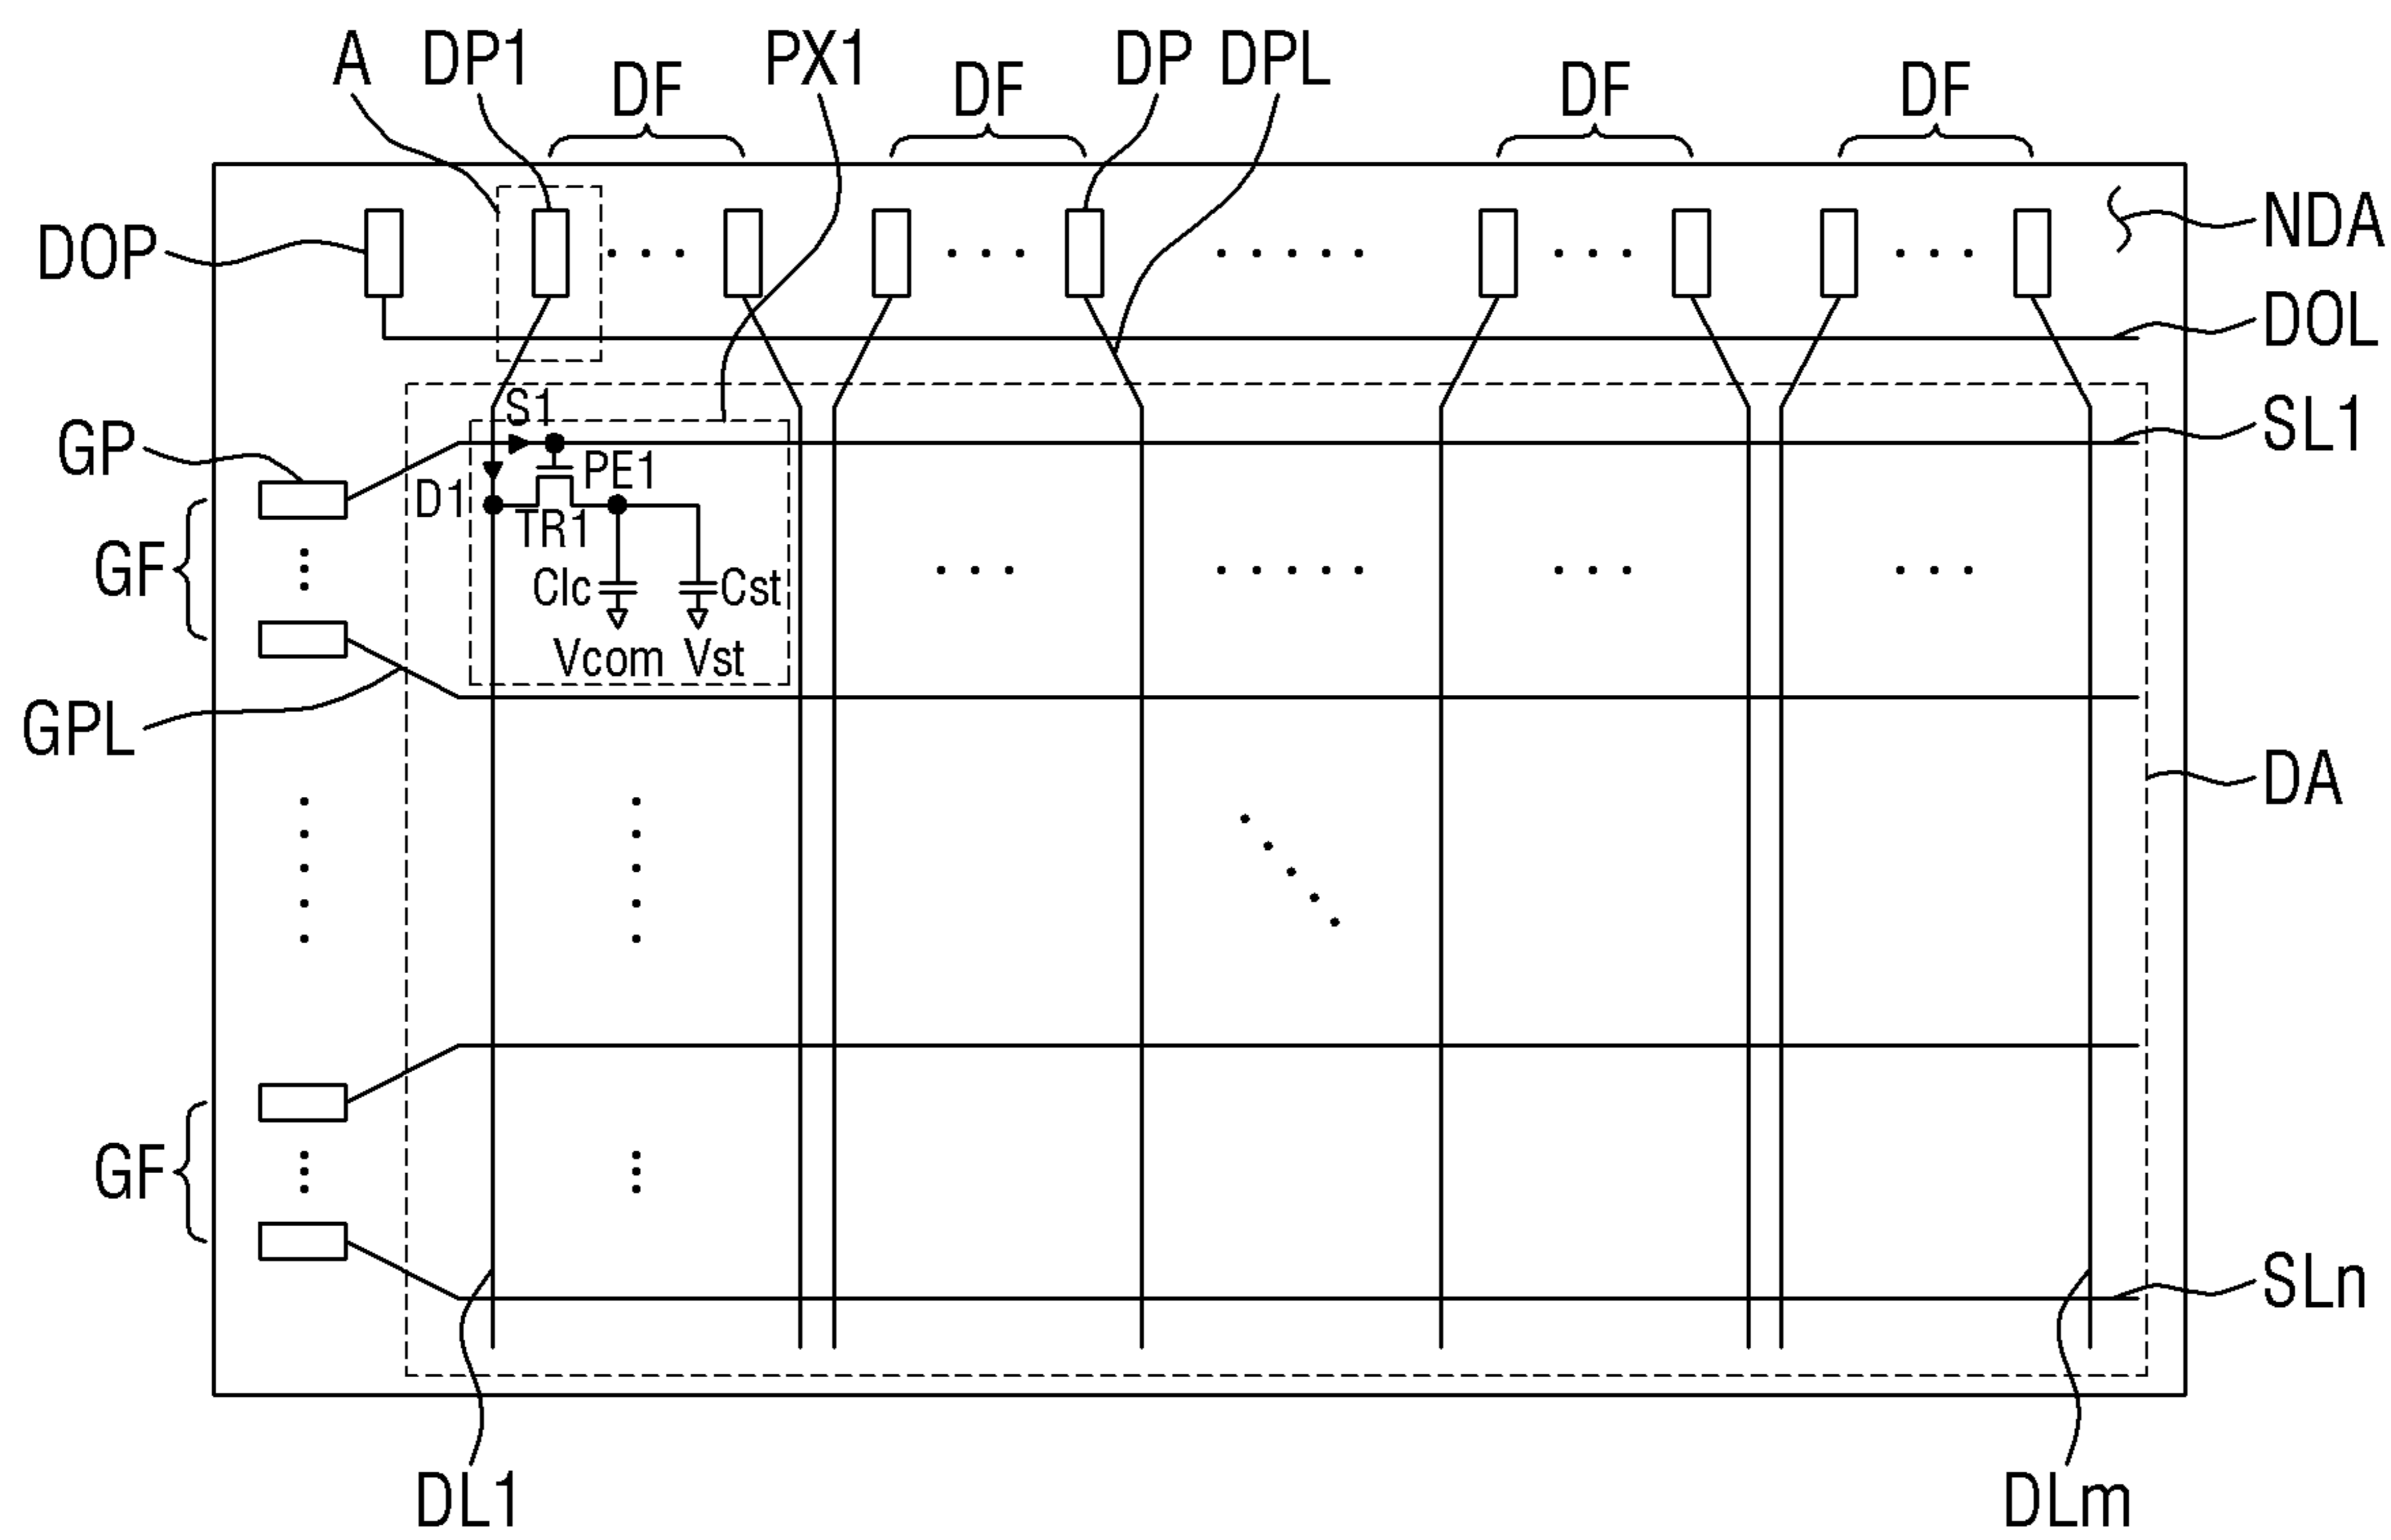 A DP1 PX1 DP DPL
DF DF DF DF
NDA
DOP
DOL
S1
SL1
GP
PE1
D1
TR1
GF
Clc Cst
Vcom Vst
GPL
DA
GF
SLn
DL1 DLm